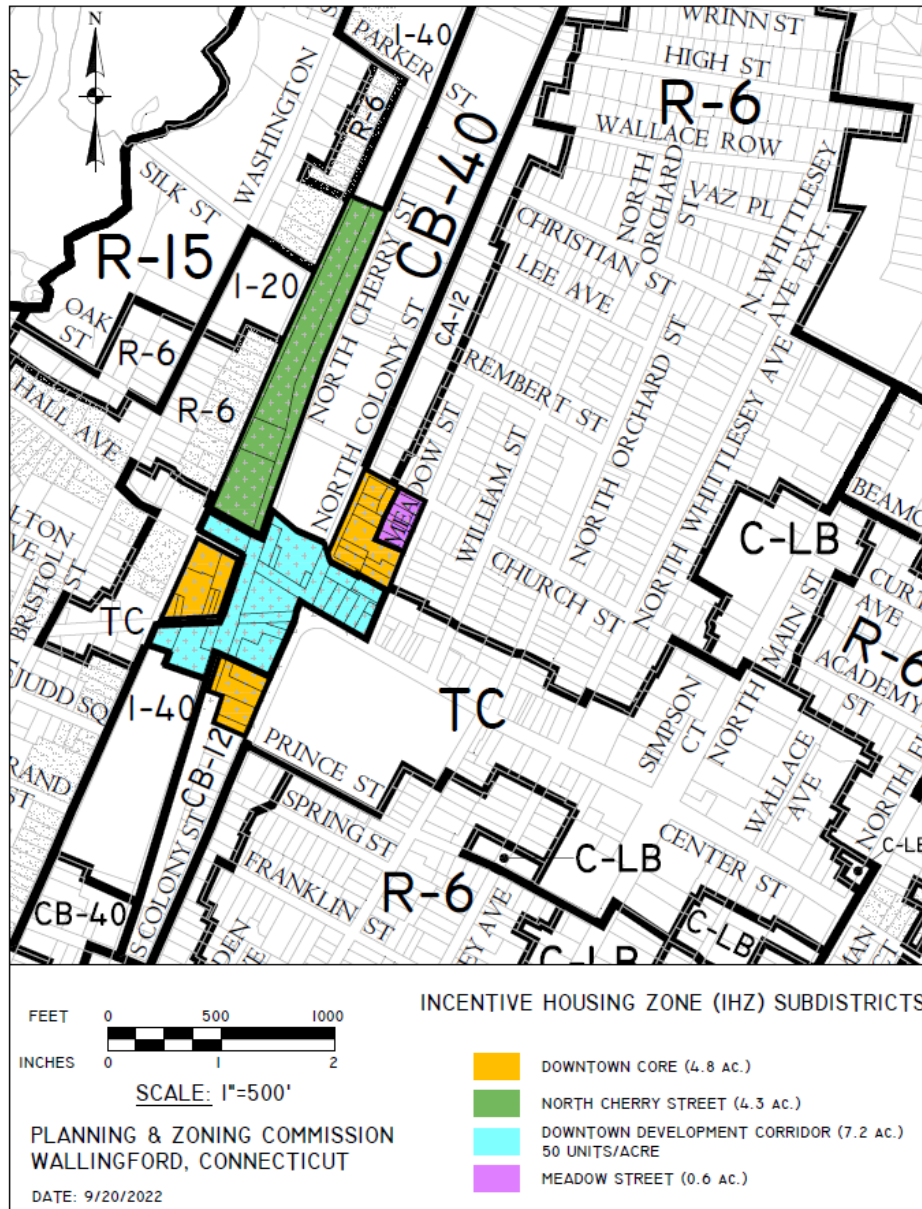 N
I-40
PARKER ST
WRINN ST
HIGH ST
R-6
WALLACE ROW
WASHINGTON
R-6
CB-40
NORTH ORCHARD ST
VAZ PL
N. WHITTLESEY AVE EXT.
SILK ST
R-15
I-20
CHRISTIAN ST
LEE AVE
NORTH CHERRY ST
NORTH COLONY ST
CA-12
OAK ST
R-6
R-6
HALL AVE
REMBERT ST
NORTH ORCHARD ST
NORTH WHITTLESEY AVE
MEADOW ST
WILLIAM ST
CHURCH ST
C-LB
NORTH MAIN ST
AVE
ACADEMY ST
R-6
BRISTOL ST
TC
JUDD SQ
I-40
CB-12
TC
SIMPSON CT
NORTH MAIN
WALLACE AVE
PRINCE ST
SPRING ST
FRANKLIN ST
R-6
C-LB
CENTER ST
C-LB
C-LB
C-LB
S COLONY ST
CB-40
FEET 0 500 1000
INCHES 0 1 2
SCALE: 1"=500'
PLANNING & ZONING COMMISSION
WALLINGFORD, CONNECTICUT
DATE: 9/20/2022
INCENTIVE HOUSING ZONE (IHZ) SUBDISTRICTS
DOWNTOWN CORE (4.8 AC.)
NORTH CHERRY STREET (4.3 AC.)
DOWNTOWN DEVELOPMENT CORRIDOR (7.2 AC.)
50 UNITS/ACRE
MEADOW STREET (0.6 AC.)